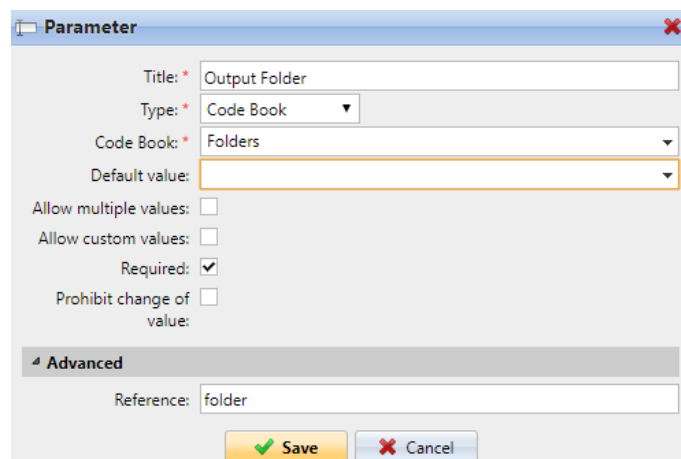 Parameter
Title: * Output Folder
Type: * Code Book
Code Book: * Folders
Default value:
Allow multiple values:
Allow custom values:
Required:
Prohibit change of
value:
Advanced
Reference: folder
Save Cancel